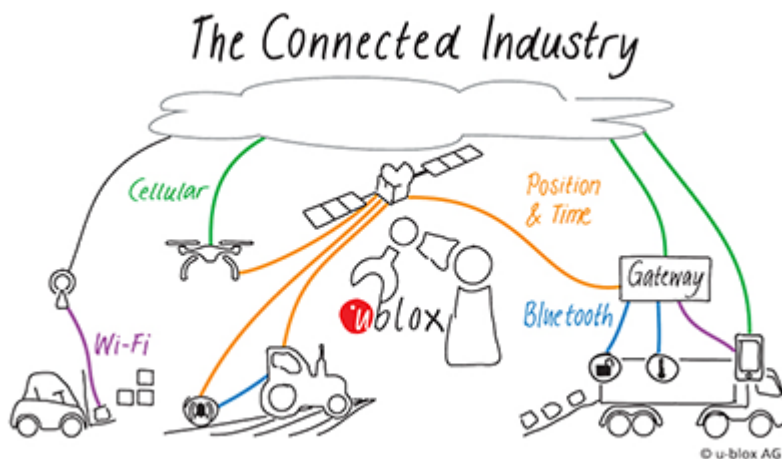 The Connected Industry
Cellular
Position
& Time
Gateway
ublox
Bluetooth
Wi-Fi
© u-blox AG